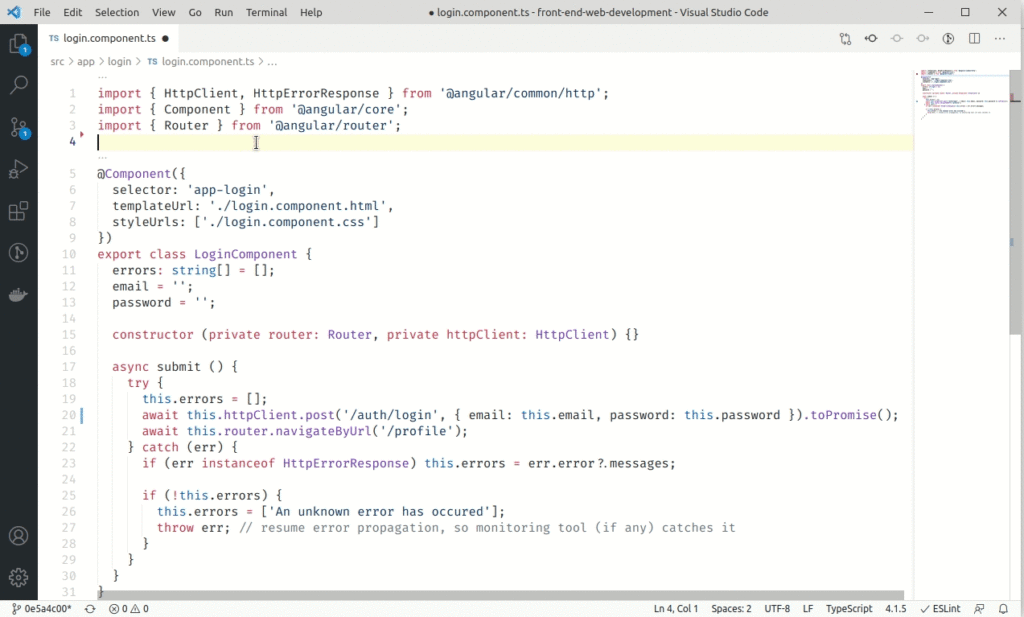 File Edit Selection View Go Run Terminal Help ● login.component.ts - front-end-web-development - Visual Studio Code
TS login.component.ts ●
src > app > login > TS login.component.ts > ...
...
1 import { HttpClient, HttpErrorResponse } from '@angular/common/http';
2 import { Component } from '@angular/core';
3 import { Router } from '@angular/router';
4
...
5 @Component({
6 selector: 'app-login',
7 templateUrl: './login.component.html',
8 styleUrls: ['./login.component.css']
9 })
10 export class LoginComponent {
11 errors: string[] = [];
12 email = '';
13 password = '';
14
15 constructor (private router: Router, private httpClient: HttpClient) {}
16
17 async submit () {
18 try {
19 this.errors = [];
20 await this.httpClient.post('/auth/login', { email: this.email, password: this.password }).toPromise();
21 await this.router.navigateByUrl('/profile');
22 } catch (err) {
23 if (err instanceof HttpErrorResponse) this.errors = err.error?.messages;
24
25 if (!this.errors) {
26 this.errors = ['An unknown error has occured'];
27 throw err; // resume error propagation, so monitoring tool (if any) catches it
28 }
29 }
30 }
31 }
1
1
0e5a4c00* 0 0 Ln 4, Col 1 Spaces: 2 UTF-8 LF TypeScript 4.1.5 ESLint